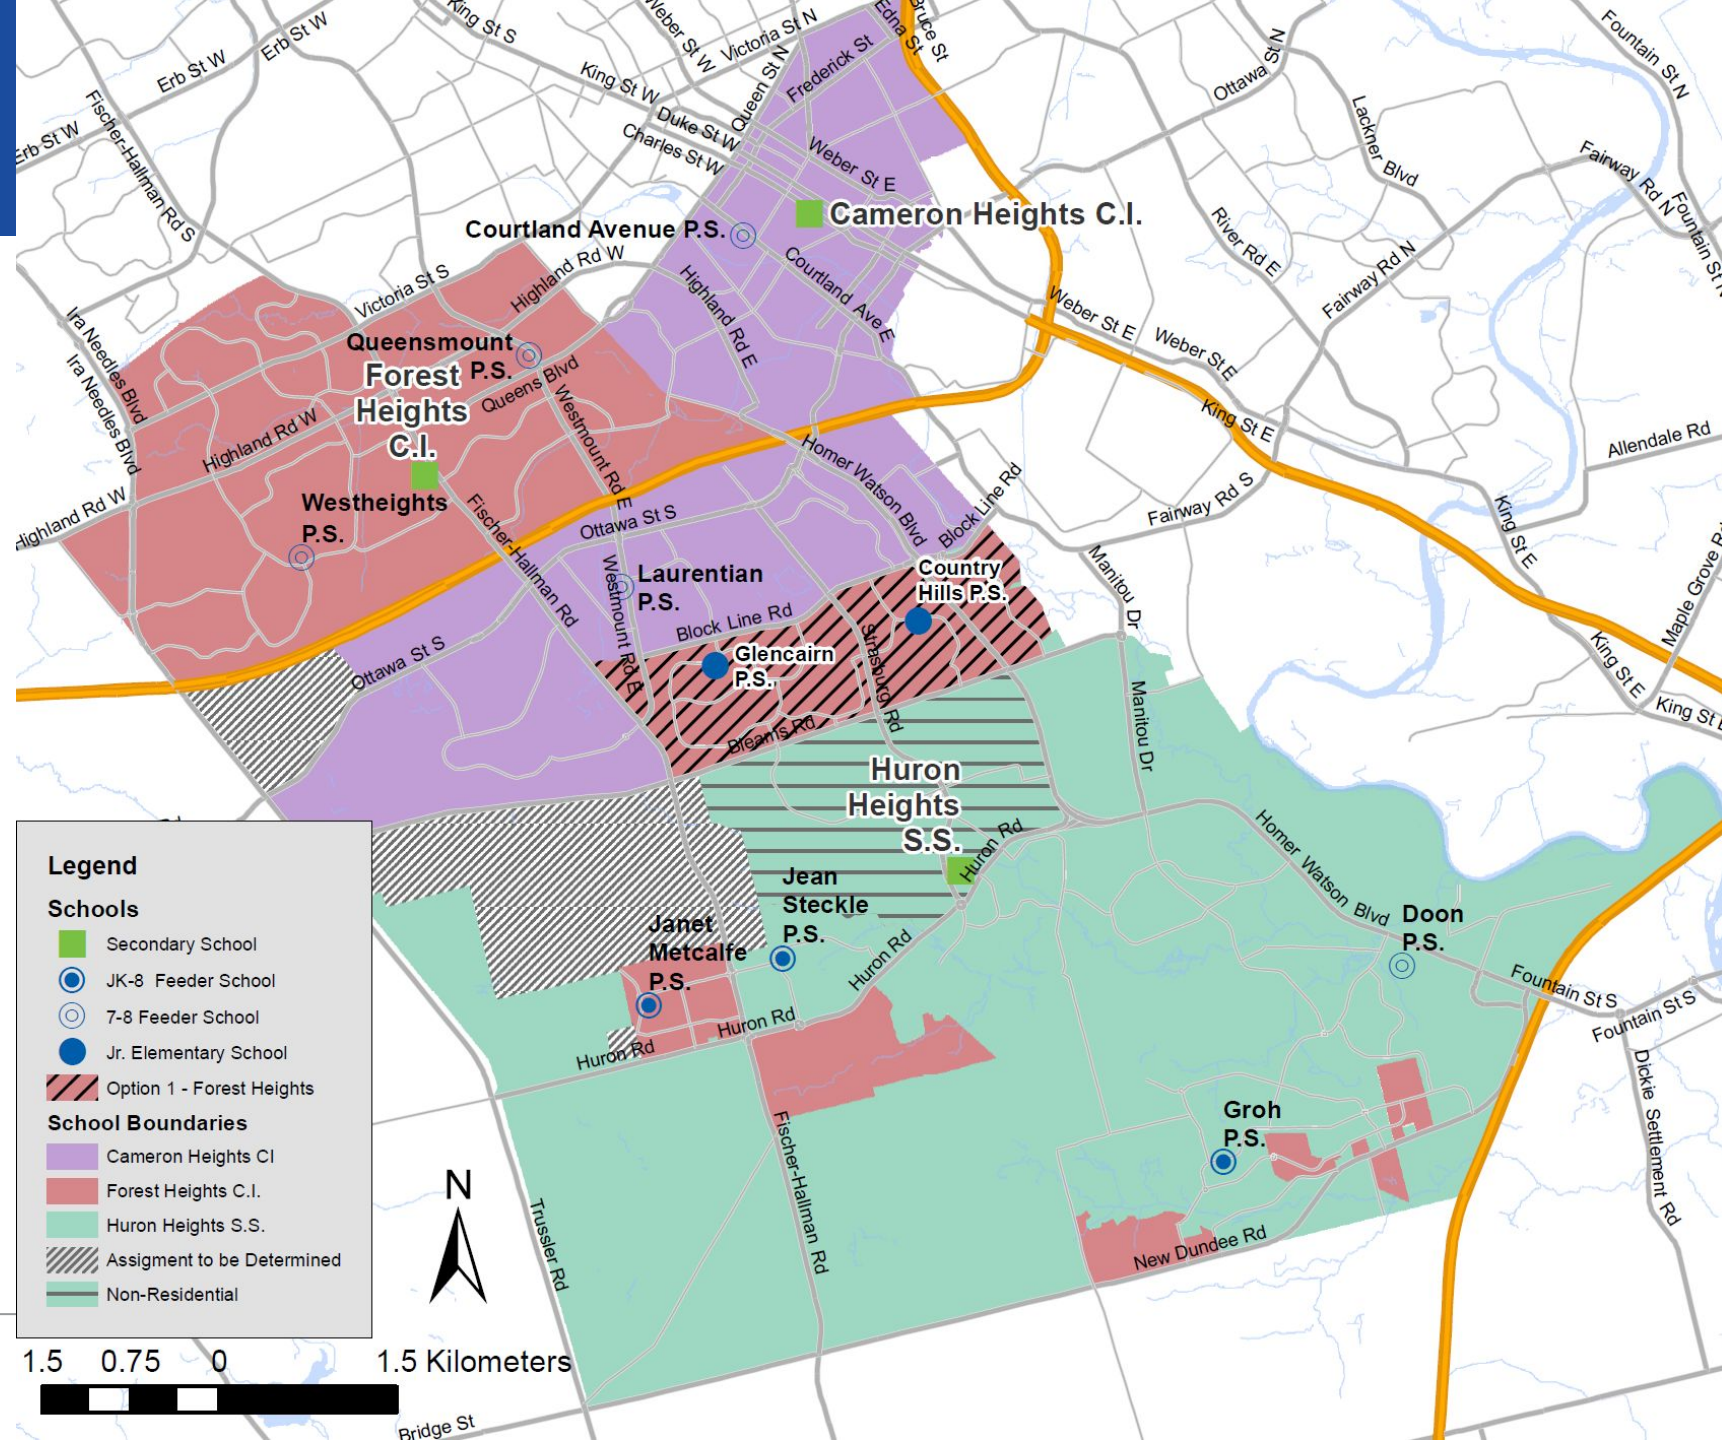 King St S
Weber St W
Victoria St N
Edna St
Bruce St
Fountain St N
Erb St W
Erb St W
Erb St W
Fischer-Hallman Rd S
King St W
Duke St W
Charles St W
Queen St N
Frederick St
Weber St E
Ottawa St N
Lackner Blvd
Fairway Rd N
Fountain St N
Courtland Avenue P.S.
Cameron Heights C.I.
River Rd E
Fairway Rd N
Victoria St S
Highland Rd W
Highland Rd E
Courtland Ave E
Weber St E
Weber St E
Ira Needles Blvd
Ira Needles Blvd
Queensmount
P.S.
Forest
Heights
C.I.
Queens Blvd
Westmount Rd E
Highland Rd W
King St E
Allendale Rd
Highland Rd W
Westheights
P.S.
Fischer-Hallman Rd
Ottawa St S
Homer Watson Blvd
Block Line Rd
Fairway Rd S
King St E
Manitou Dr
Maple Grove Rd
Laurentian
P.S.
Westmount Rd E
Block Line Rd
Country
Hills P.S.
Strasburg Rd
Glencairn
P.S.
Ottawa St S
King St E
King St E
Bleams Rd
Manitou Dr
Huron
Heights
S.S.
Huron Rd
Homer Watson Blvd
Jean
Steckle
P.S.
Janet
Metcalfe
P.S.
Huron Rd
Doon
P.S.
Fountain St S
Fountain St S
Huron Rd
Huron Rd
Dickie Settlement Rd
Groh
P.S.
Fischer-Hallman Rd
Trussler Rd
New Dundee Rd
Legend
Schools
Secondary School
JK-8 Feeder School
7-8 Feeder School
Jr. Elementary School
Option 1 - Forest Heights
School Boundaries
Cameron Heights CI
Forest Heights C.I.
Huron Heights S.S.
Assigment to be Determined
Non-Residential
N
1.5 0.75 0 1.5 Kilometers
Bridge St